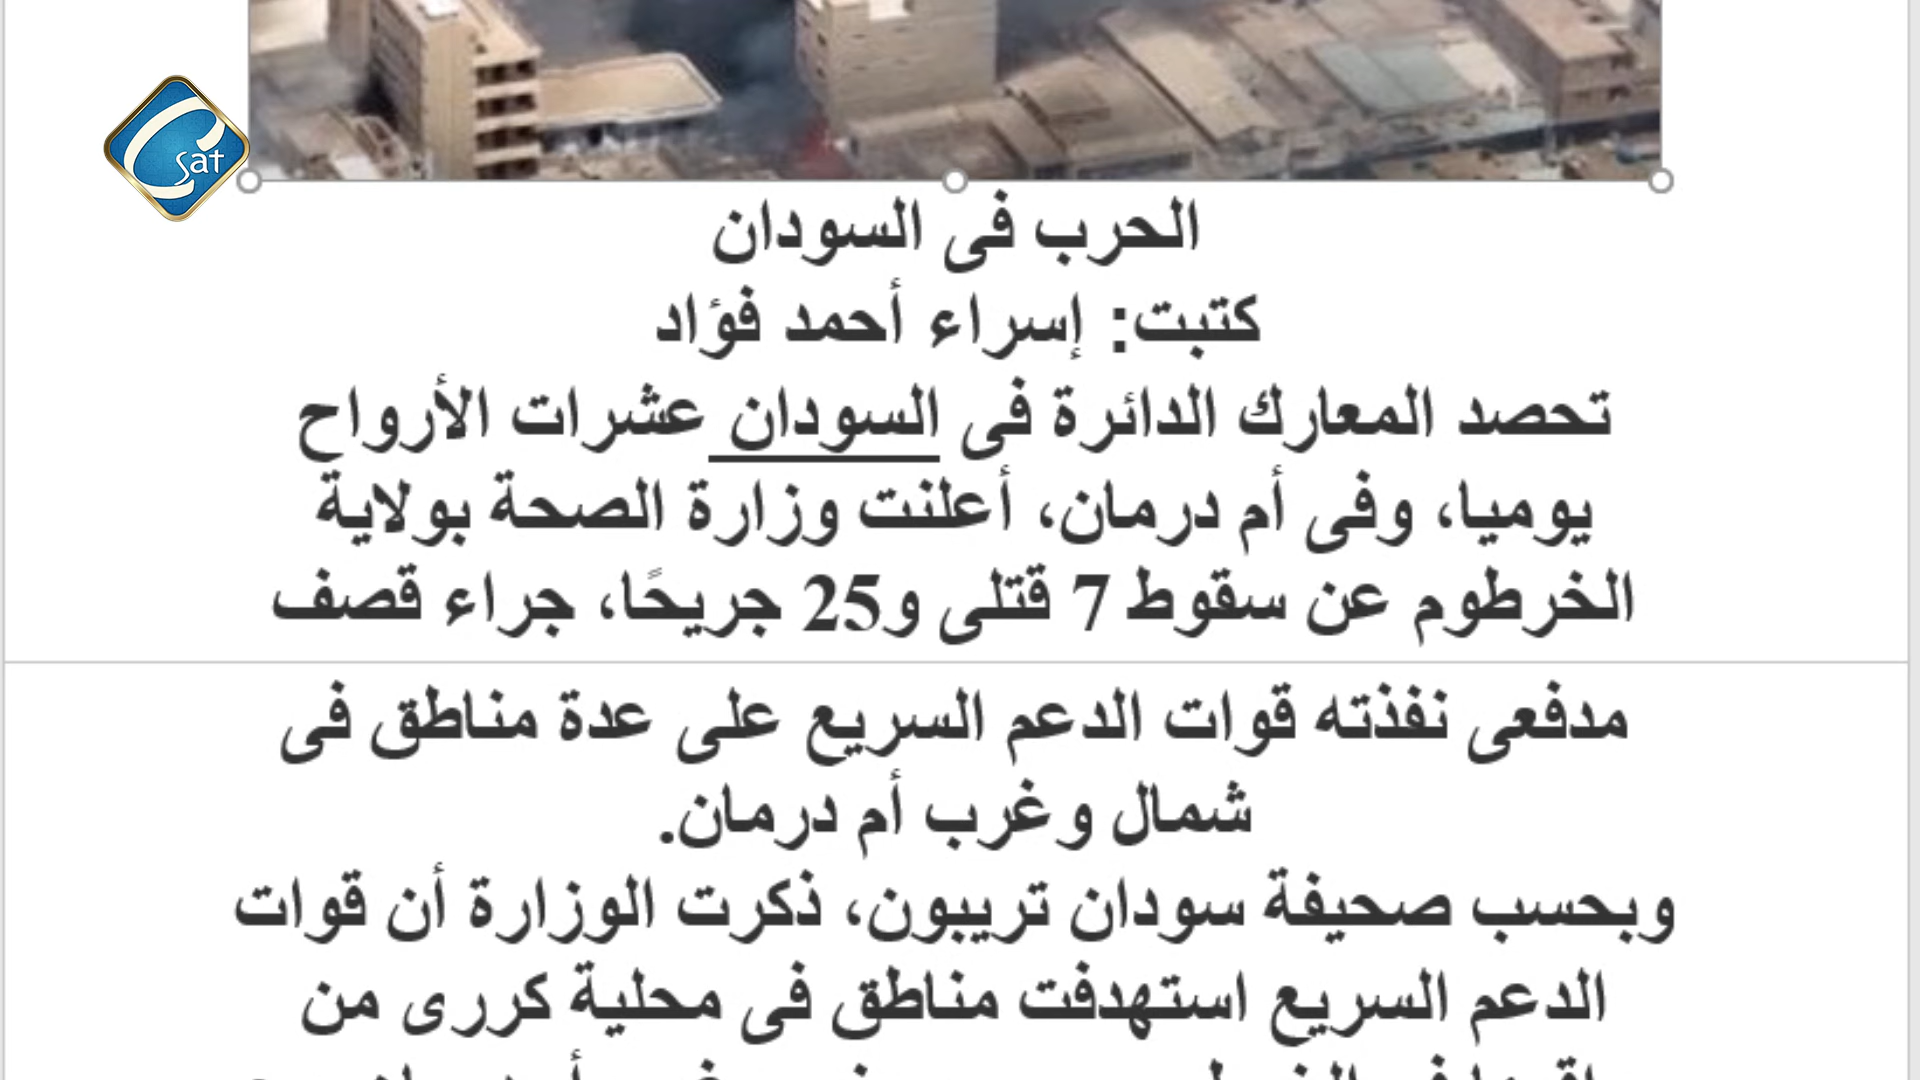 C sat
الحرب فى السودان
كتبت: إسراء أحمد فؤاد
تحصد المعارك الدائرة فى السودان عشرات الأرواح
يوميا، وفى أم درمان، أعلنت وزارة الصحة بولاية
الخرطوم عن سقوط 7 قتلى و25 جريحًا، جراء قصف
مدفعى نفذته قوات الدعم السريع على عدة مناطق فى
شمال وغرب أم درمان.
وبحسب صحيفة سودان تريبون، ذكرت الوزارة أن قوات
الدعم السريع استهدفت مناطق فى محلية كررى من